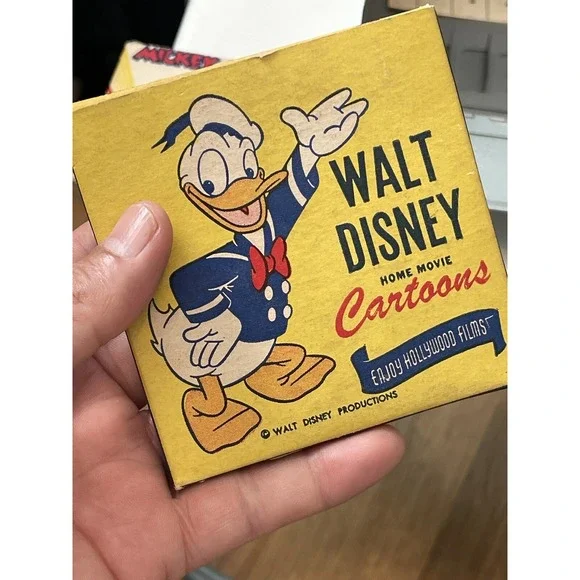 MICKEY
WALT
DISNEY
HOME MOVIE
Cartoons
ENJOY HOLLYWOOD FILMS
© WALT DISNEY PRODUCTIONS